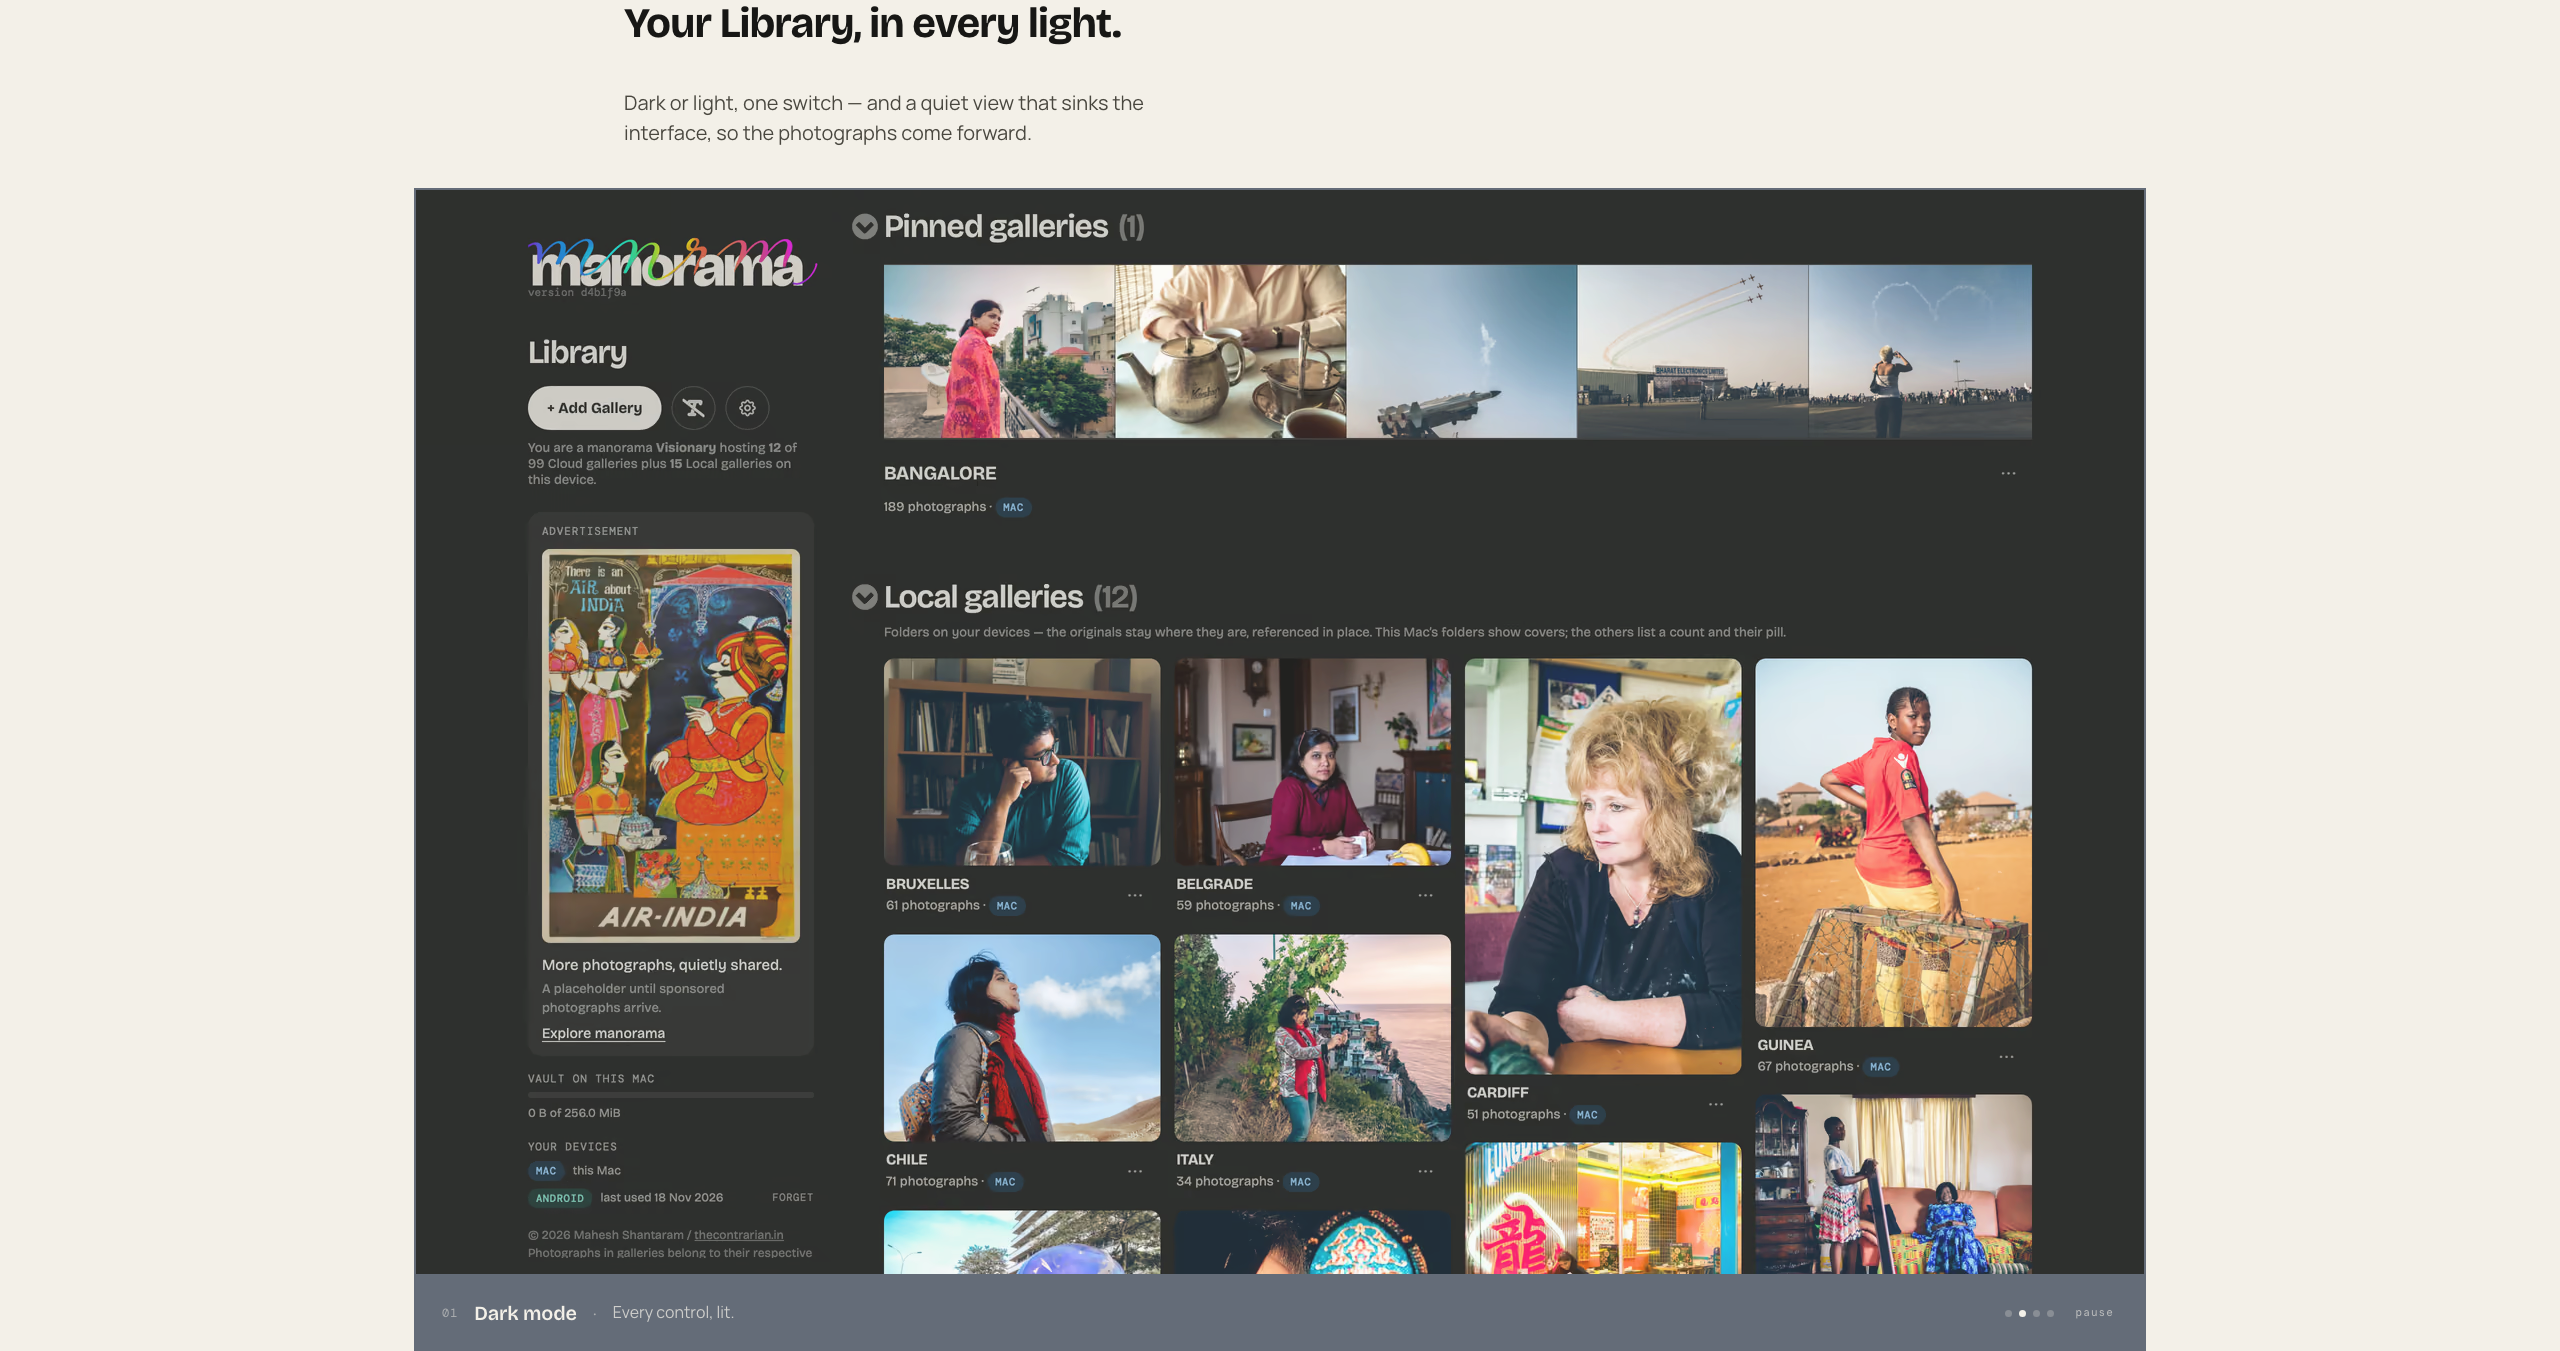 Your Library, in every light.
Dark or light, one switch — and a quiet view that sinks the
interface, so the photographs come forward.
manorama
version d4b1f9a
Library
+ Add Gallery
You are a manorama Visionary hosting 12 of
99 Cloud galleries plus 15 Local galleries on
this device.
ADVERTISEMENT
There is an
AIR about
INDIA
AIR-INDIA
More photographs, quietly shared.
A placeholder until sponsored
photographs arrive.
Explore manorama
VAULT ON THIS MAC
0 B of 256.0 MiB
YOUR DEVICES
MAC this Mac
ANDROID last used 18 Nov 2026 FORGET
© 2026 Mahesh Shantaram / thecontrarian.in
Photographs in galleries belong to their respective
Pinned galleries (1)
BHARAT ELECTRONICS LIMITED
BANGALORE
...
189 photographs · MAC
Local galleries (12)
Folders on your devices — the originals stay where they are, referenced in place. This Mac's folders show covers; the others list a count and their pill.
BRUXELLES
...
61 photographs · MAC
BELGRADE
...
59 photographs · MAC
CARDIFF
...
51 photographs · MAC
GUINEA
...
67 photographs · MAC
CHILE
...
71 photographs · MAC
ITALY
...
34 photographs · MAC
龍
01 Dark mode · Every control, lit.
pause